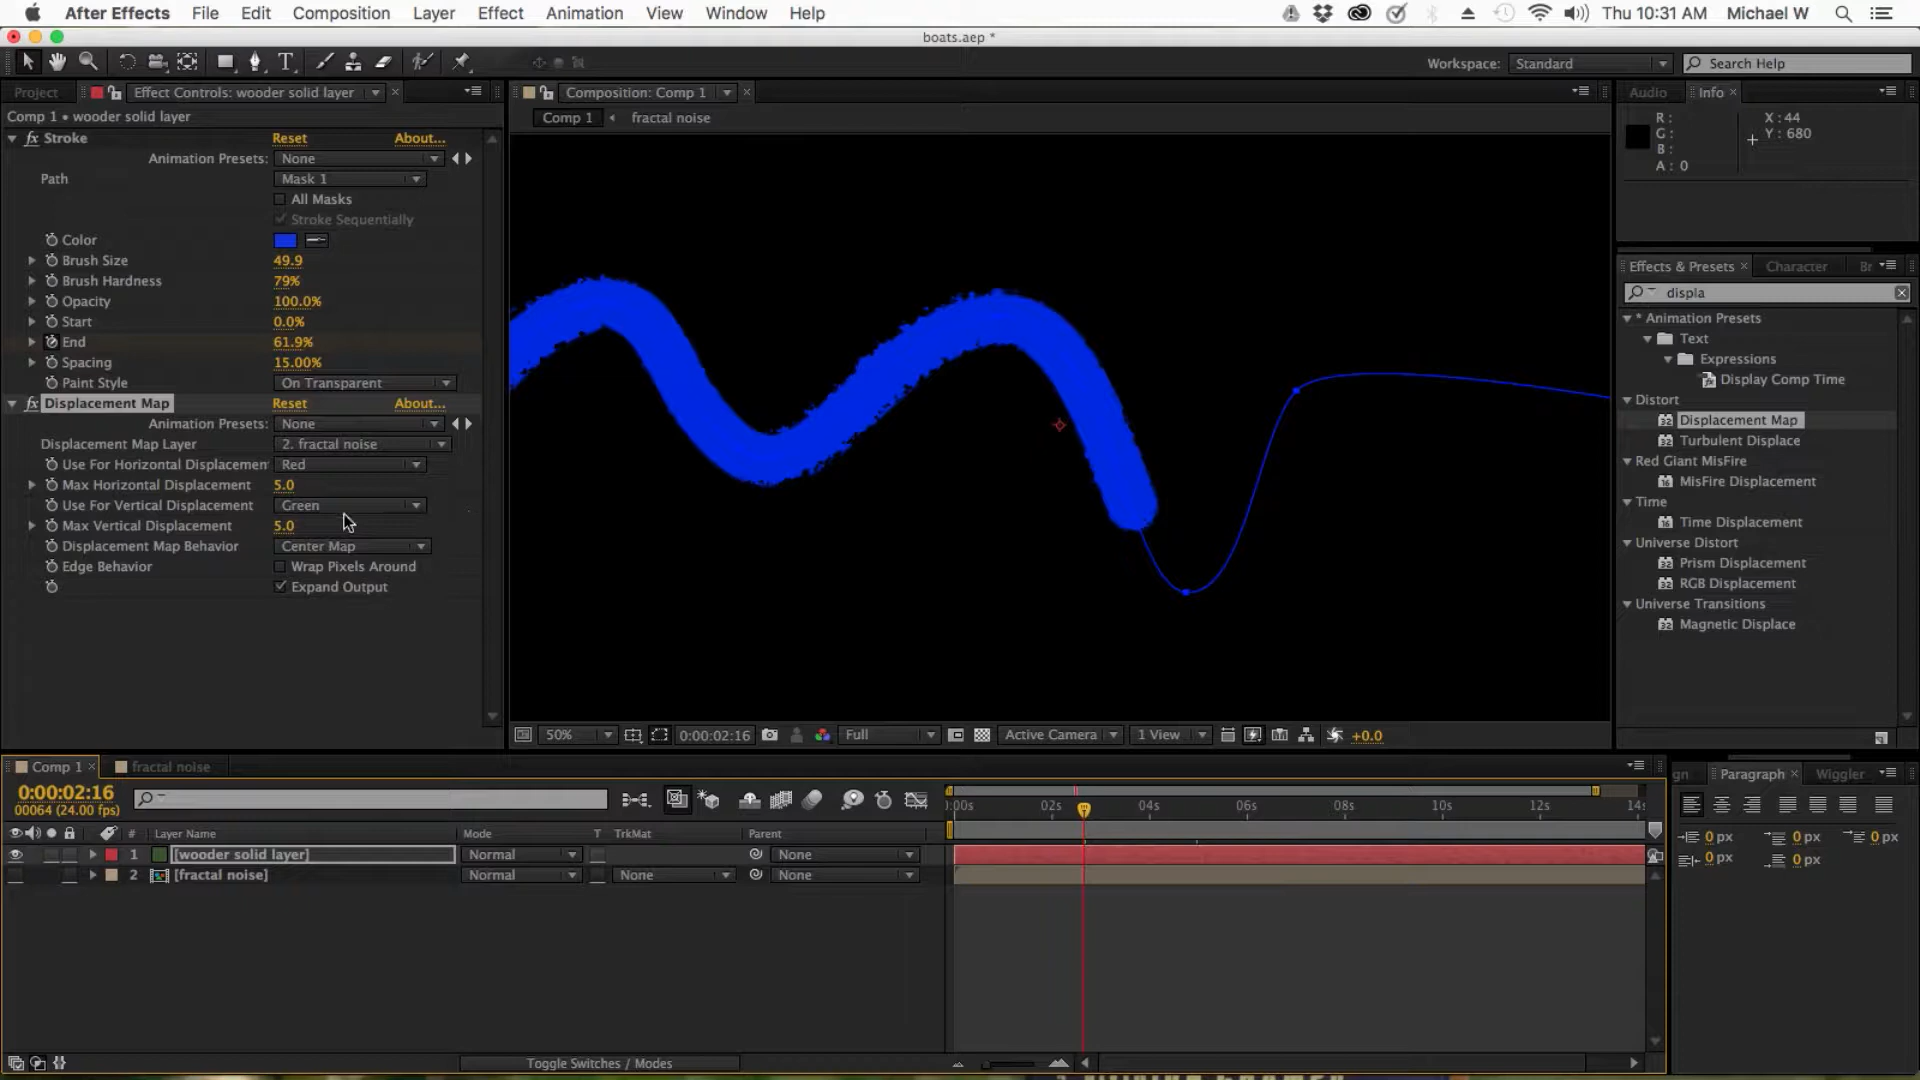 After Effects File Edit Composition Layer Effect Animation View Window Help Thu 10:31 AM Michael W
boats.aep *
Workspace: Standard Search Help
Project Effect Controls: wooder solid layer
Comp 1 • wooder solid layer
Stroke Reset About...
Animation Presets: None
Path Mask 1
All Masks
Stroke Sequentially
Color
Brush Size 49.9
Brush Hardness 79%
Opacity 100.0%
Start 0.0%
End 61.9%
Spacing 15.00%
Paint Style On Transparent
Displacement Map Reset About...
Animation Presets: None
Displacement Map Layer 2. fractal noise
Use For Horizontal Displacemen Red
Max Horizontal Displacement 5.0
Use For Vertical Displacement Green
Max Vertical Displacement 5.0
Displacement Map Behavior Center Map
Edge Behavior Wrap Pixels Around
Expand Output
Composition: Comp 1
Comp 1 fractal noise
50% 0:00:02:16 Full Active Camera 1 View +0.0
Audio Info
R: X: 44
G: Y: 680
B:
A: 0
Effects & Presets Character Br
displa
* Animation Presets
Text
Expressions
Display Comp Time
Distort
Displacement Map
Turbulent Displace
Red Giant MisFire
MisFire Displacement
Time
Time Displacement
Universe Distort
Prism Displacement
RGB Displacement
Universe Transitions
Magnetic Displace
Comp 1 fractal noise
0:00:02:16
00064 (24.00 fps)
):00s 02s 04s 06s 08s 10s 12s 14s
# Layer Name Mode T TrkMat Parent
1 [wooder solid layer] Normal None
2 [fractal noise] Normal None None
Toggle Switches / Modes
gn Paragraph Wiggler
0 px 0 px 0 px
0 px 0 px